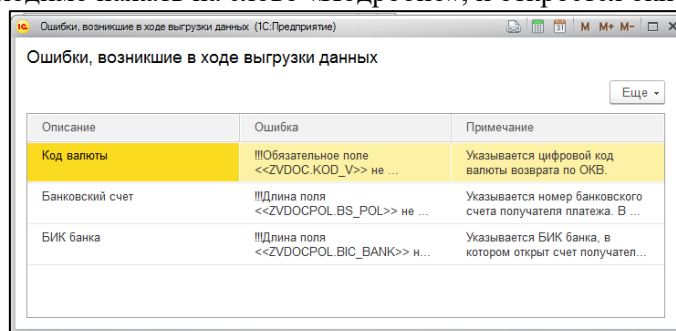 Ошибки, возникшие в ходе выгрузки данных (1С:Предприятие)
31 M M+ M-
Ошибки, возникшие в ходе выгрузки данных
Еще
Описание Ошибка Примечание
Код валюты !!!Обязательное поле Указывается цифровой код
<<ZVDOC.KOD_V>> не ... валюты возврата по ОКВ.
Банковский счет !!!Длина поля Указывается номер банковского
<<ZVDOCPOL.BS_POL>> не ... счета получателя платежа. В ...
БИК банка !!!Длина поля Указывается БИК банка, в
<<ZVDOCPOL.BIC_BANK>> н... котором открыт счет получател...